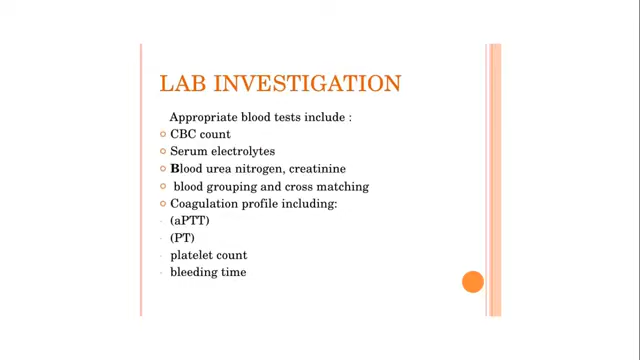 LAB INVESTIGATION
Appropriate blood tests include :
CBC count
Serum electrolytes
Blood urea nitrogen, creatinine
blood grouping and cross matching
Coagulation profile including:
(aPTT)
(PT)
platelet count
bleeding time